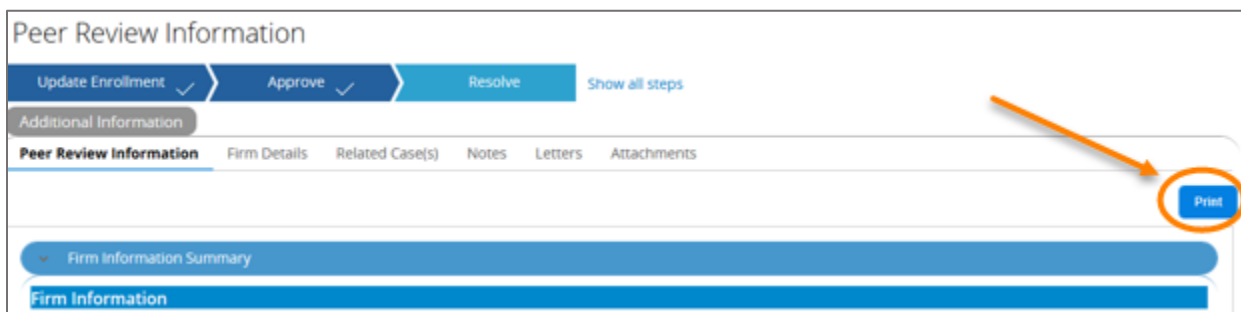 Peer Review Information
Update Enrollment Approve Resolve Show all steps
Additional Information
Peer Review Information Firm Details Related Case(s) Notes Letters Attachments
Print
Firm Information Summary
Firm Information